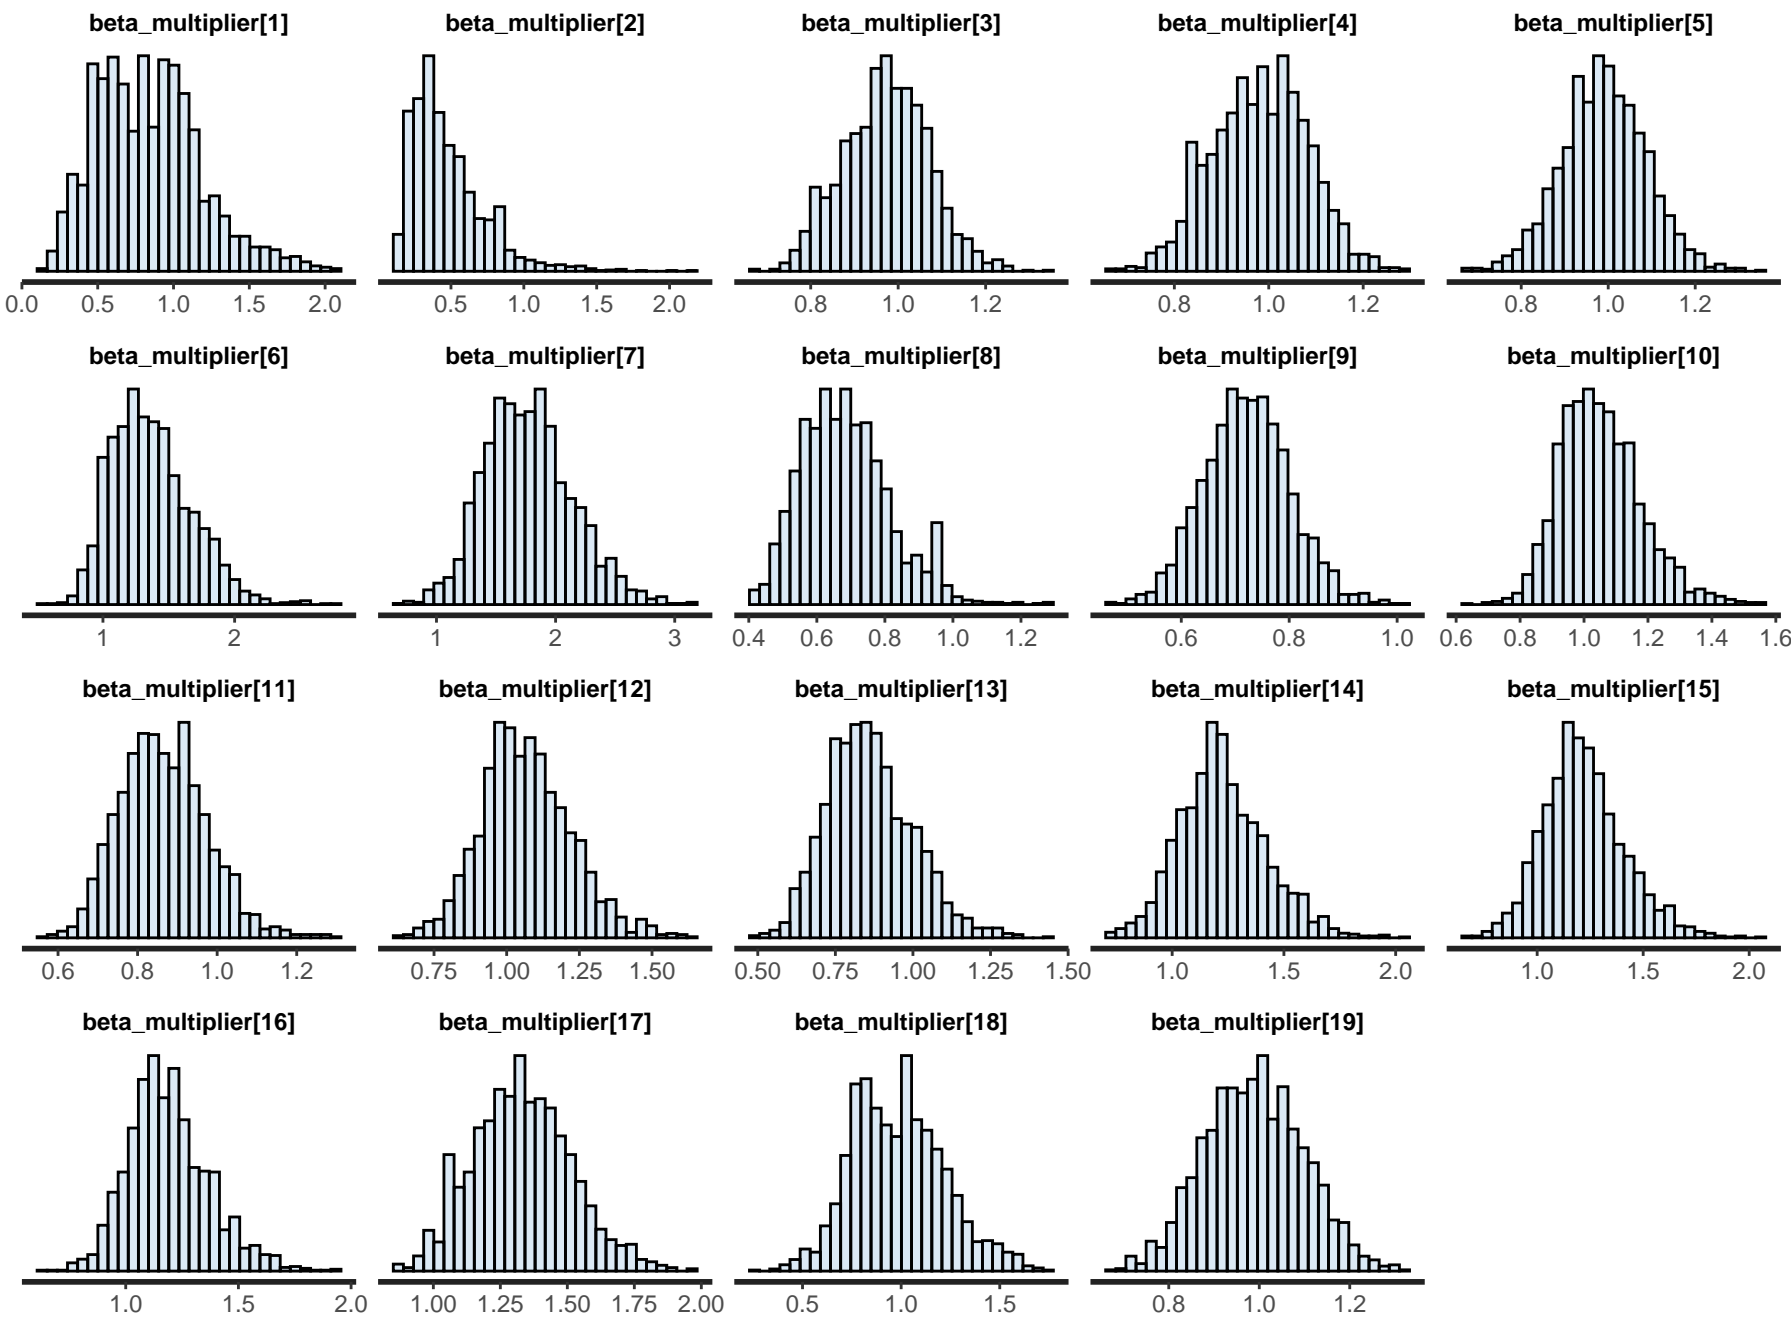 beta_multiplier[1] beta_multiplier[2] beta_multiplier[3] beta_multiplier[4] beta_multiplier[5]
0.0 0.5 1.0 1.5 2.0 0.5 1.0 1.5 2.0 0.8 1.0 1.2 0.8 1.0 1.2 0.8 1.0 1.2
beta_multiplier[6] beta_multiplier[7] beta_multiplier[8] beta_multiplier[9] beta_multiplier[10]
1 2 1 2 3 0.4 0.6 0.8 1.0 1.2 0.6 0.8 1.0 0.6 0.8 1.0 1.2 1.4 1.6
beta_multiplier[11] beta_multiplier[12] beta_multiplier[13] beta_multiplier[14] beta_multiplier[15]
0.6 0.8 1.0 1.2 0.75 1.00 1.25 1.50 0.50 0.75 1.00 1.25 1.50 1.0 1.5 2.0 1.0 1.5 2.0
beta_multiplier[16] beta_multiplier[17] beta_multiplier[18] beta_multiplier[19]
1.0 1.5 2.0 1.00 1.25 1.50 1.75 2.00 0.5 1.0 1.5 0.8 1.0 1.2